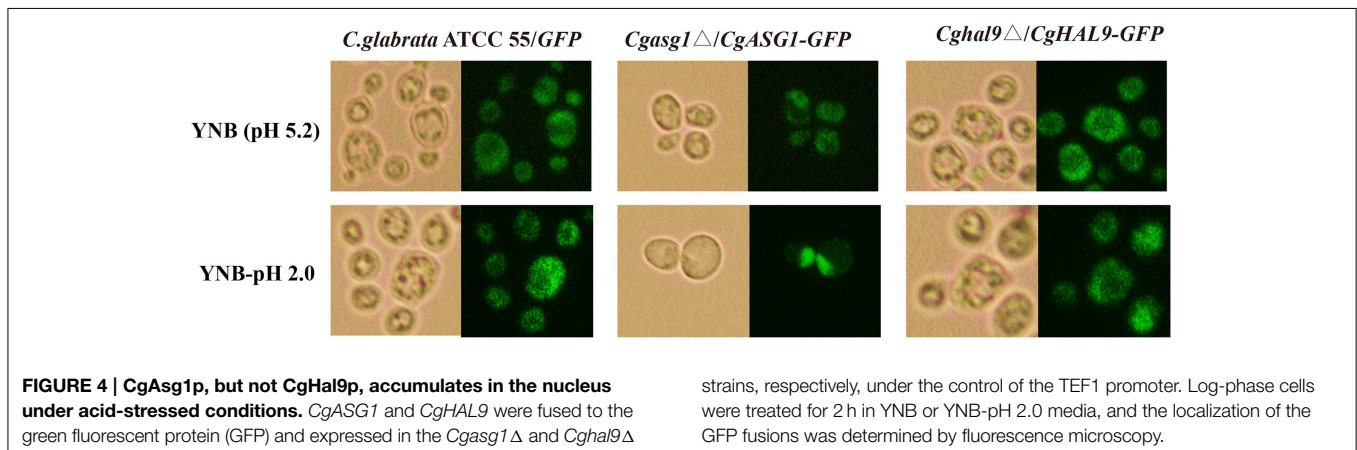 C.glabrata ATCC 55/GFP Cgasg1△/CgASG1-GFP Cghal9△/CgHAL9-GFP
YNB (pH 5.2)
YNB-pH 2.0
FIGURE 4 | CgAsg1p, but not CgHal9p, accumulates in the nucleus
under acid-stressed conditions. CgASG1 and CgHAL9 were fused to the
green fluorescent protein (GFP) and expressed in the Cgasg1Δ and Cghal9Δ
strains, respectively, under the control of the TEF1 promoter. Log-phase cells
were treated for 2 h in YNB or YNB-pH 2.0 media, and the localization of the
GFP fusions was determined by fluorescence microscopy.